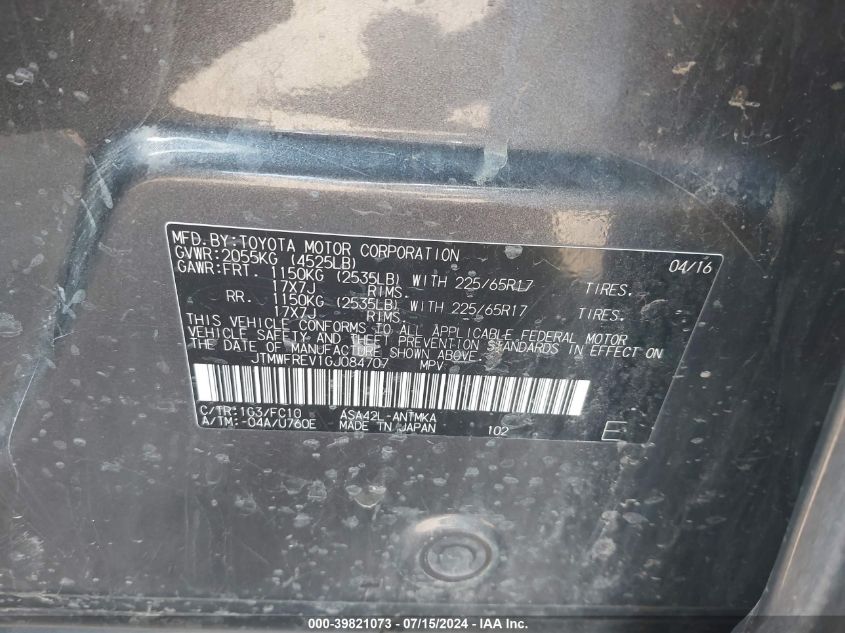 MFD.BY:TOYOTA MOTOR CORPORATION 04/16
GVWR:2055KG (4525LB)
GAWR:FRT. 1150KG (2535LB) WITH 225/65R17 TIRES.
17X7J RIMS.
RR. 1150KG (2535LB) WITH 225/65R17 TIRES.
17X7J RIMS.
THIS VEHICLE CONFORMS TO ALL APPLICABLE FEDERAL MOTOR
VEHICLE SAFETY AND THEFT PREVENTION STANDARDS IN EFFECT ON
THE DATE OF MANUFACTURE SHOWN ABOVE.
JTMWFREV1GJ084707 MPV
C/TR:1G3/FC10 ASA42L-ANTMKA
A/TM:-04A/U760E MADE IN JAPAN 102 E
000-39821073 - 07/15/2024 - IAAI.COM